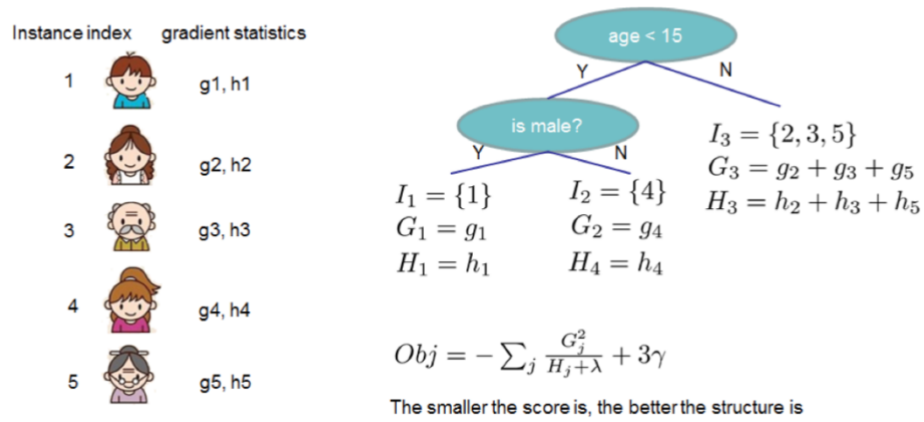 Instance index gradient statistics
1 g1, h1
2 g2, h2
3 g3, h3
4 g4, h4
5 g5, h5
age < 15
Y N
is male?
Y N
I₁ = {1}
G₁ = g₁
H₁ = h₁
I₂ = {4}
G₂ = g₄
H₄ = h₄
I₃ = {2, 3, 5}
G₃ = g₂ + g₃ + g₅
H₃ = h₂ + h₃ + h₅
Obj = −∑ⱼ Gⱼ² / (Hⱼ+λ) + 3γ
The smaller the score is, the better the structure is